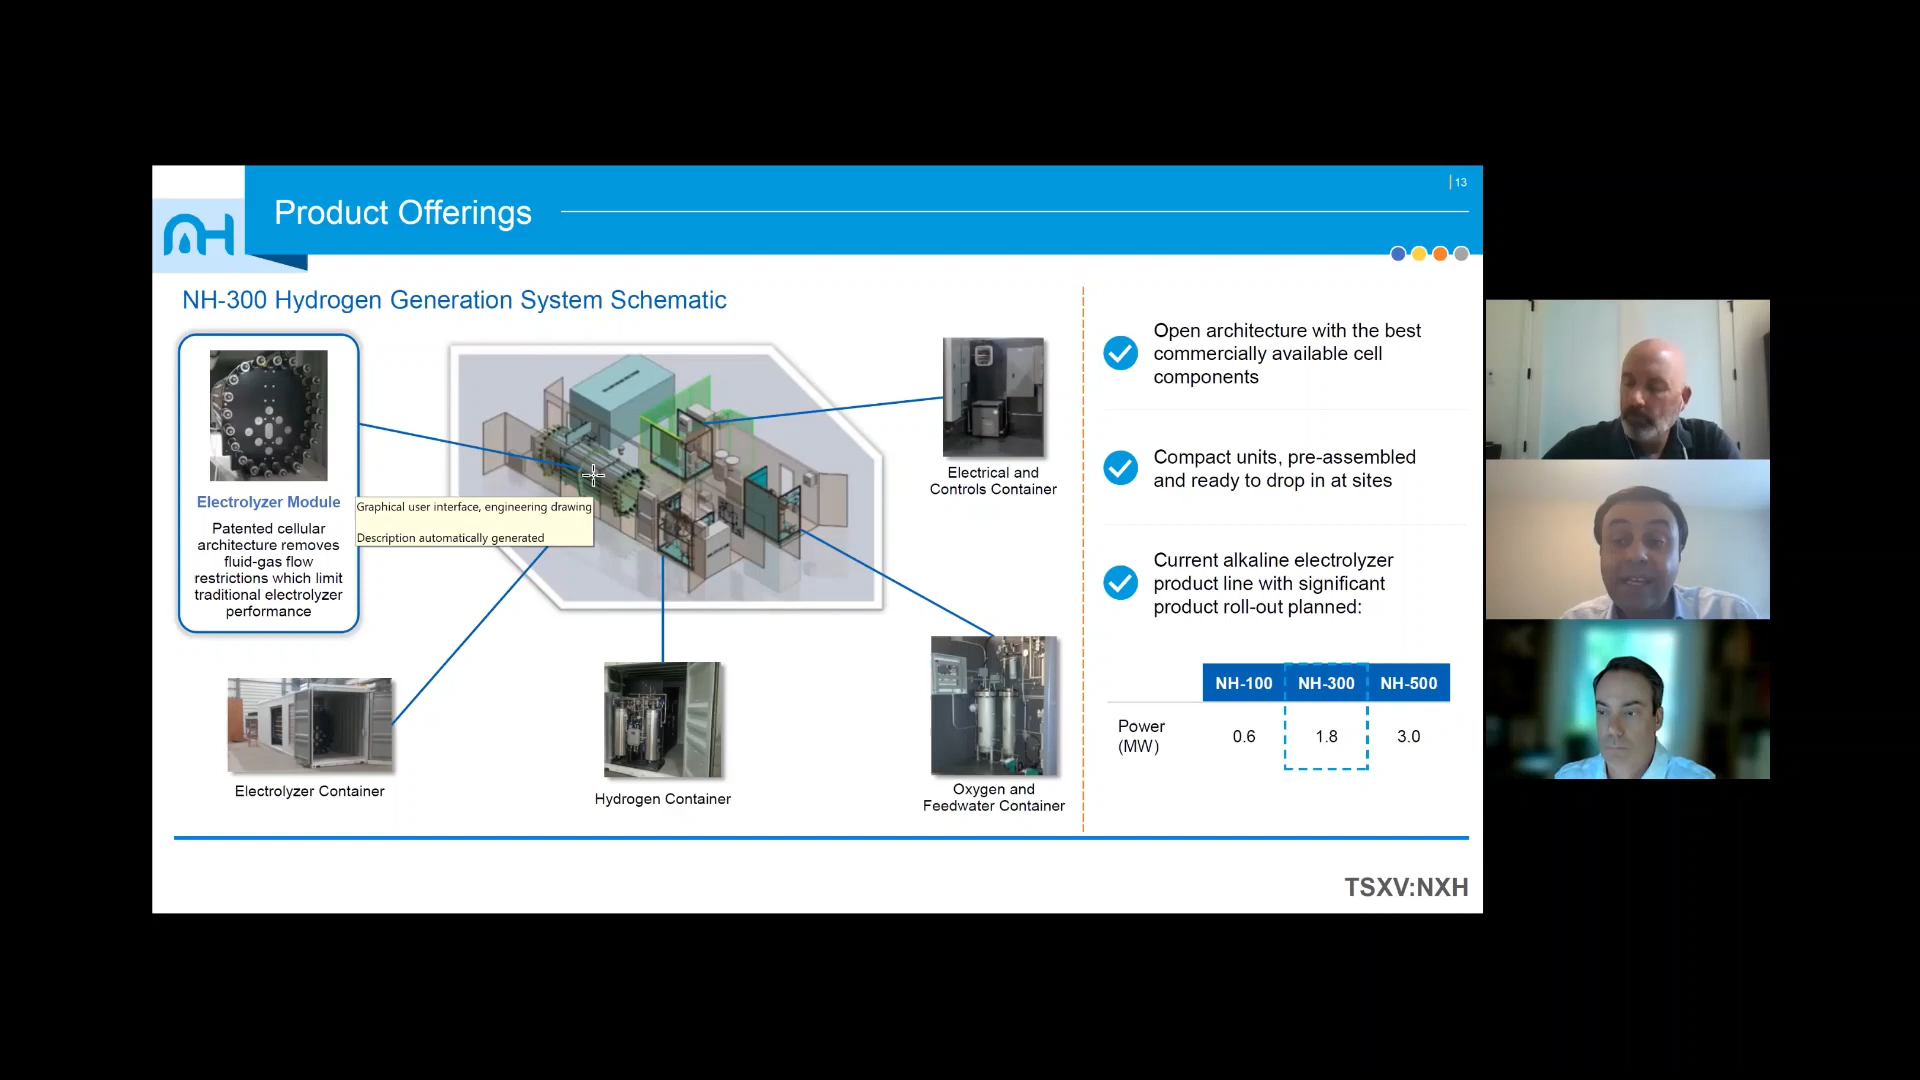 13
Product Offerings
NH
NH-300 Hydrogen Generation System Schematic
Electrolyzer Module
Patented cellular
architecture removes
fluid-gas flow
restrictions which limit
traditional electrolyzer
performance
Graphical user interface, engineering drawing
Description automatically generated
Electrical and
Controls Container
Electrolyzer Container
Hydrogen Container
Oxygen and
Feedwater Container
Open architecture with the best
commercially available cell
components
Compact units, pre-assembled
and ready to drop in at sites
Current alkaline electrolyzer
product line with significant
product roll-out planned:
NH-100 NH-300 NH-500
Power
(MW)
0.6 1.8 3.0
TSXV:NXH